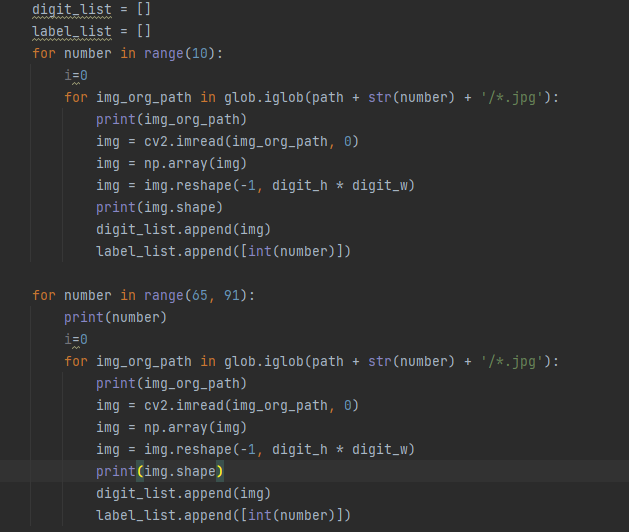 digit_list = []
label_list = []
for number in range(10):
    i=0
    for img_org_path in glob.iglob(path + str(number) + '/*.jpg'):
        print(img_org_path)
        img = cv2.imread(img_org_path, 0)
        img = np.array(img)
        img = img.reshape(-1, digit_h * digit_w)
        print(img.shape)
        digit_list.append(img)
        label_list.append([int(number)])

for number in range(65, 91):
    print(number)
    i=0
    for img_org_path in glob.iglob(path + str(number) + '/*.jpg'):
        print(img_org_path)
        img = cv2.imread(img_org_path, 0)
        img = np.array(img)
        img = img.reshape(-1, digit_h * digit_w)
        print(img.shape)
        digit_list.append(img)
        label_list.append([int(number)])